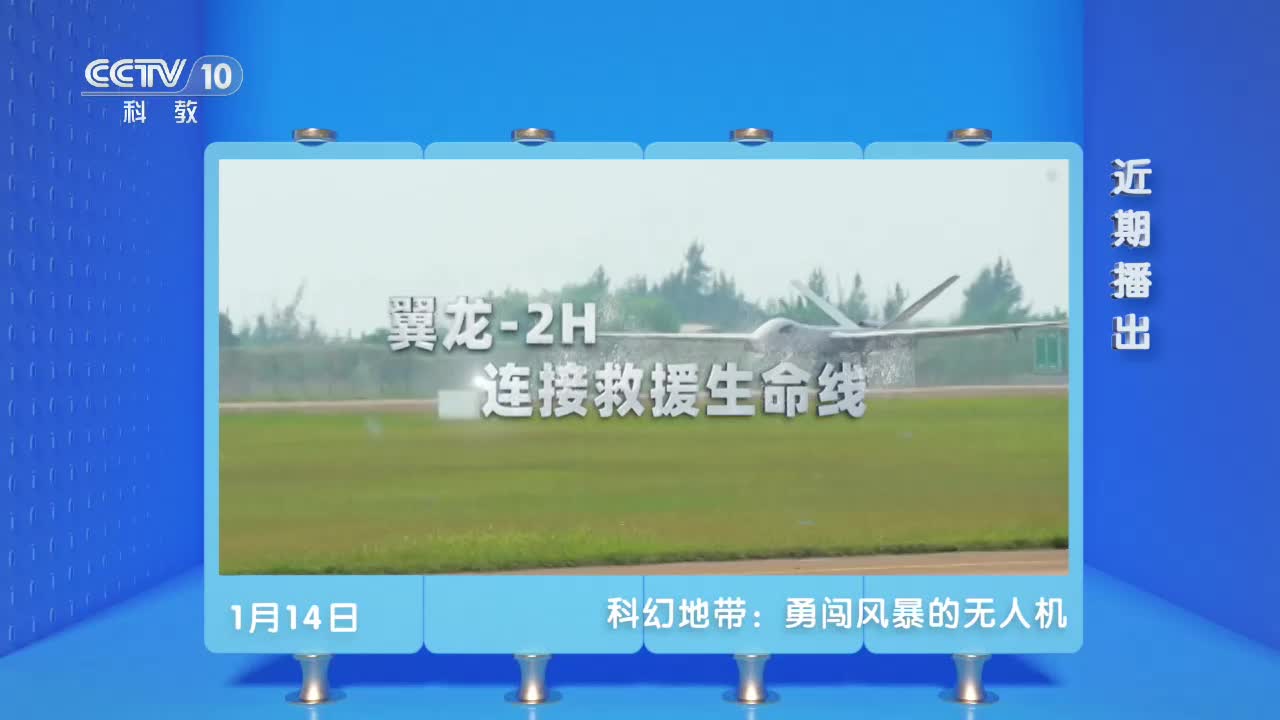 CCTV 10
科教
近期播出
翼龙-2H
连接救援生命线
1月14日
科幻地带：勇闯风暴的无人机